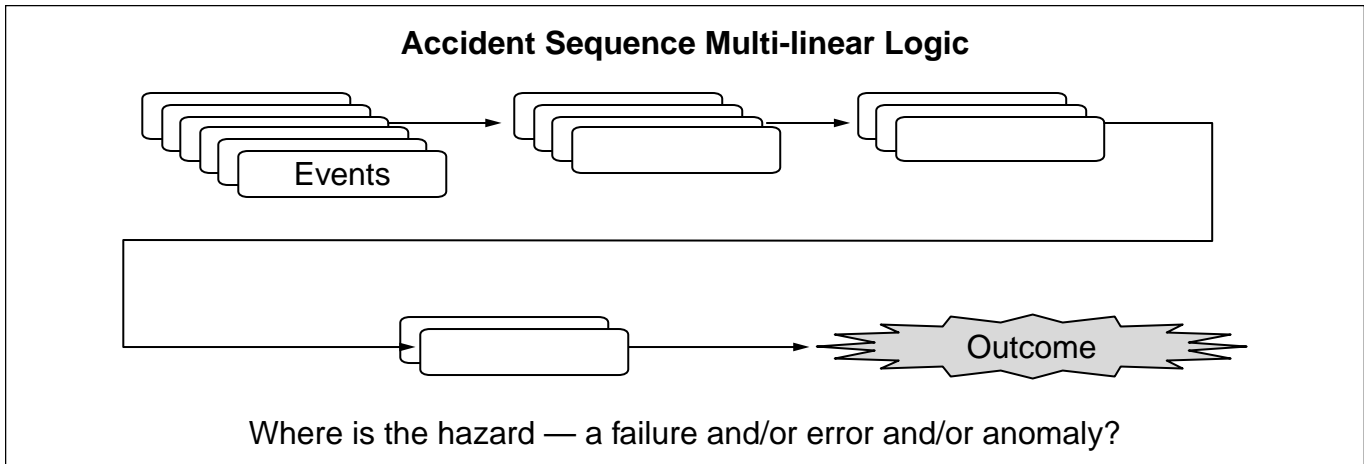 Accident Sequence Multi-linear Logic
Events
Outcome
Where is the hazard — a failure and/or error and/or anomaly?